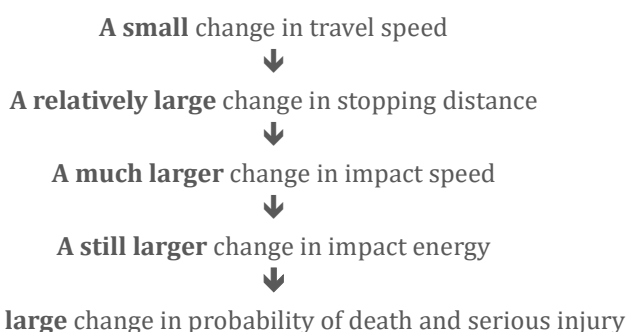 A small change in travel speed
A relatively large change in stopping distance
A much larger change in impact speed
A still larger change in impact energy
large change in probability of death and serious injury